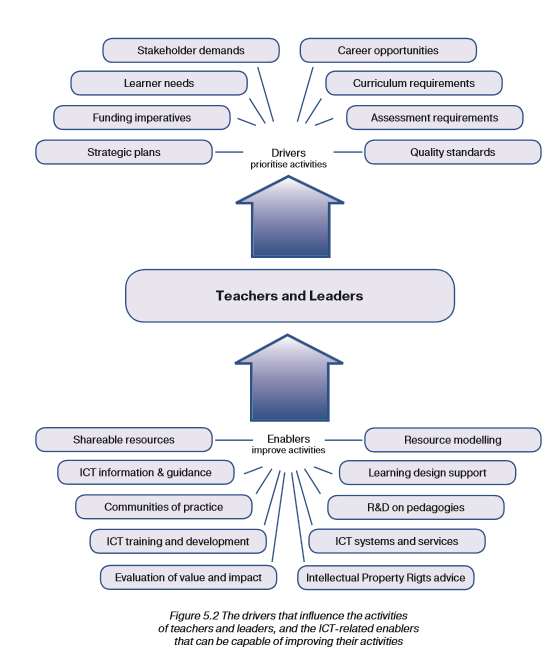 Stakeholder demands
Career opportunities
Learner needs
Curriculum requirements
Funding imperatives
Assessment requirements
Strategic plans
Drivers
prioritise activities
Quality standards
Teachers and Leaders
Shareable resources
Enablers
improve activities
Resource modelling
ICT information & guidance
Learning design support
Communities of practice
R&D on pedagogies
ICT training and development
ICT systems and services
Evaluation of value and impact
Intellectual Property Rigts advice
Figure 5.2 The drivers that influence the activities
of teachers and leaders, and the ICT-related enablers
that can be capable of improving their activities